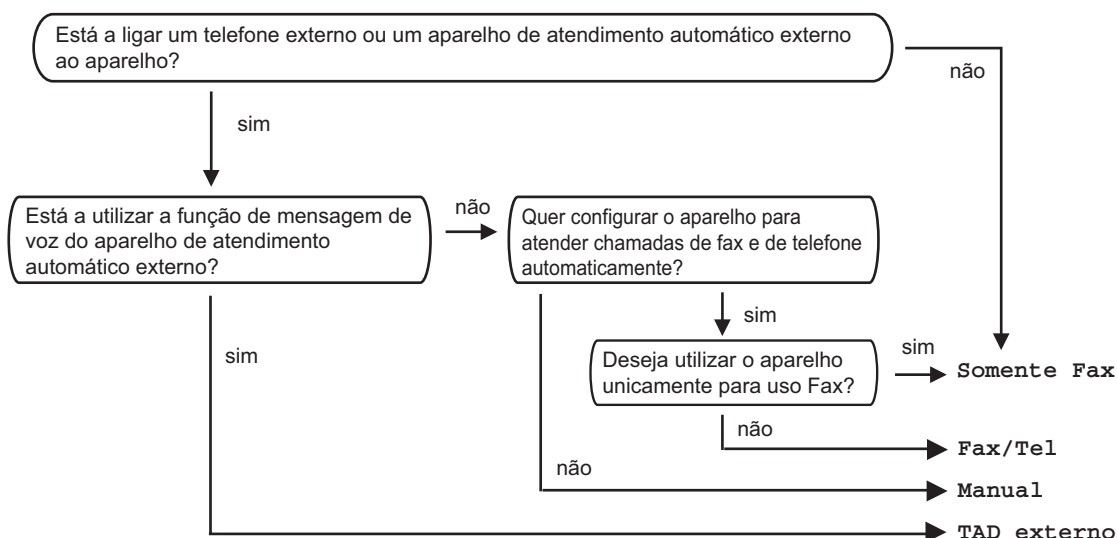 Está a ligar um telefone externo ou um aparelho de atendimento automático externo
ao aparelho?
não
sim
Está a utilizar a função de mensagem de
voz do aparelho de atendimento
automático externo?
não
Quer configurar o aparelho para
atender chamadas de fax e de telefone
automaticamente?
sim
sim
Deseja utilizar o aparelho
unicamente para uso Fax?
sim
Somente Fax
não
Fax/Tel
não
Manual
TAD externo